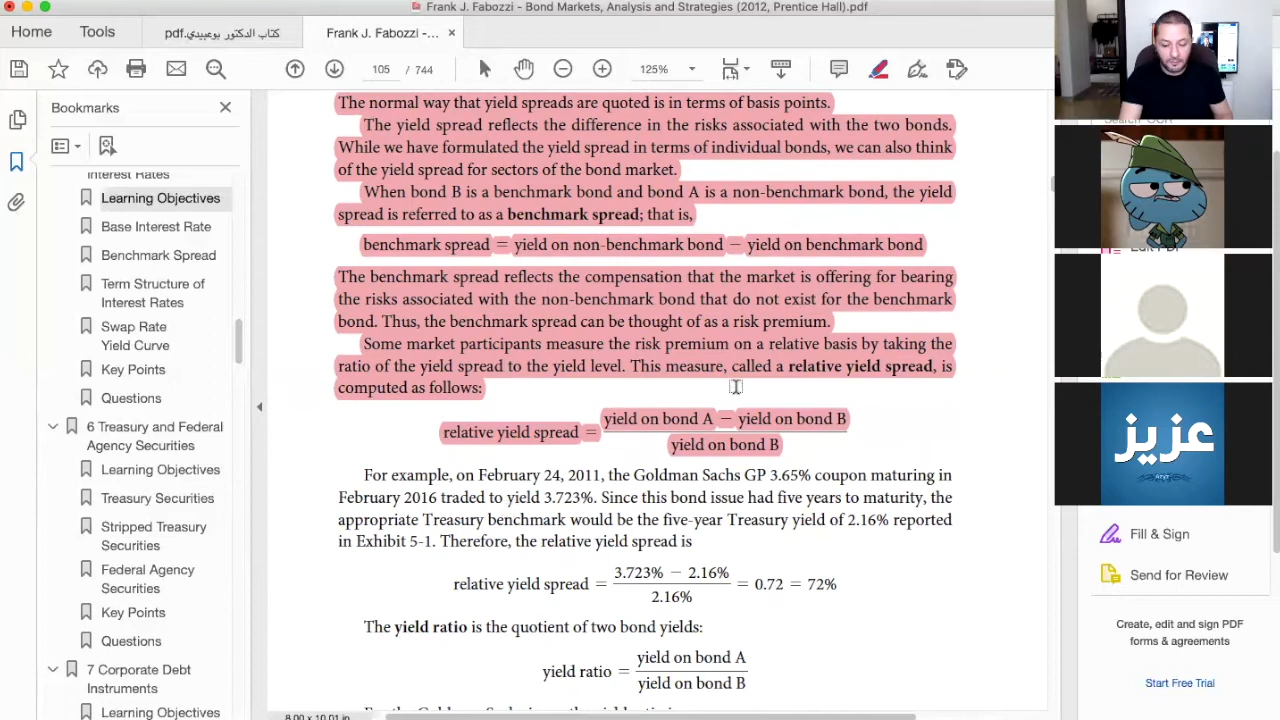 Frank J. Fabozzi - Bond Markets, Analysis and Strategies (2012, Prentice Hall).pdf
Home
Tools
كتاب الدكتور بوعبيدي.pdf
Frank J. Fabozzi -...
105 / 744
125%
Bookmarks
Interest Rates
Learning Objectives
Base Interest Rate
Benchmark Spread
Term Structure of
Interest Rates
Swap Rate
Yield Curve
Key Points
Questions
6 Treasury and Federal
Agency Securities
Learning Objectives
Treasury Securities
Stripped Treasury
Securities
Federal Agency
Securities
Key Points
Questions
7 Corporate Debt
Instruments
Learning Objectives
The normal way that yield spreads are quoted is in terms of basis points.
The yield spread reflects the difference in the risks associated with the two bonds.
While we have formulated the yield spread in terms of individual bonds, we can also think
of the yield spread for sectors of the bond market.
When bond B is a benchmark bond and bond A is a non-benchmark bond, the yield
spread is referred to as a benchmark spread; that is,
benchmark spread = yield on non-benchmark bond − yield on benchmark bond
The benchmark spread reflects the compensation that the market is offering for bearing
the risks associated with the non-benchmark bond that do not exist for the benchmark
bond. Thus, the benchmark spread can be thought of as a risk premium.
Some market participants measure the risk premium on a relative basis by taking the
ratio of the yield spread to the yield level. This measure, called a relative yield spread, is
computed as follows:
yield on bond A − yield on bond B
relative yield spread =
yield on bond B
For example, on February 24, 2011, the Goldman Sachs GP 3.65% coupon maturing in
February 2016 traded to yield 3.723%. Since this bond issue had five years to maturity, the
appropriate Treasury benchmark would be the five-year Treasury yield of 2.16% reported
in Exhibit 5-1. Therefore, the relative yield spread is
3.723% − 2.16%
relative yield spread = = 0.72 = 72%
2.16%
The yield ratio is the quotient of two bond yields:
yield on bond A
yield ratio =
yield on bond B
8.00 x 10.01 in
عزيز
Fill & Sign
Send for Review
Create, edit and sign PDF
forms & agreements
Start Free Trial